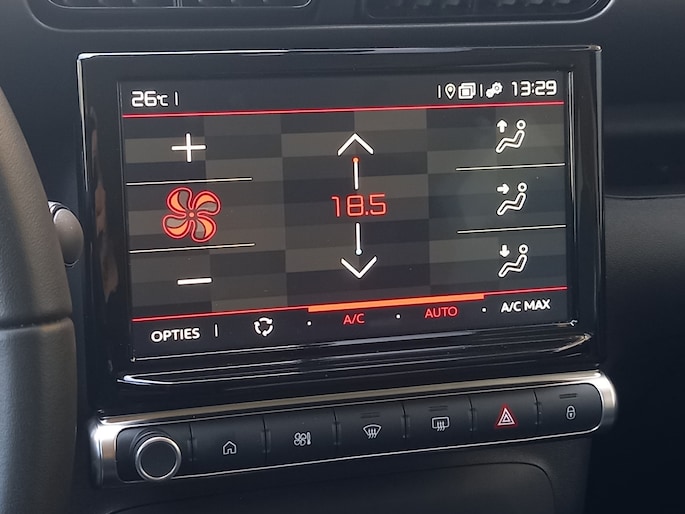 26°C | 13:29
18.5
OPTIES | A/C AUTO A/C MAX